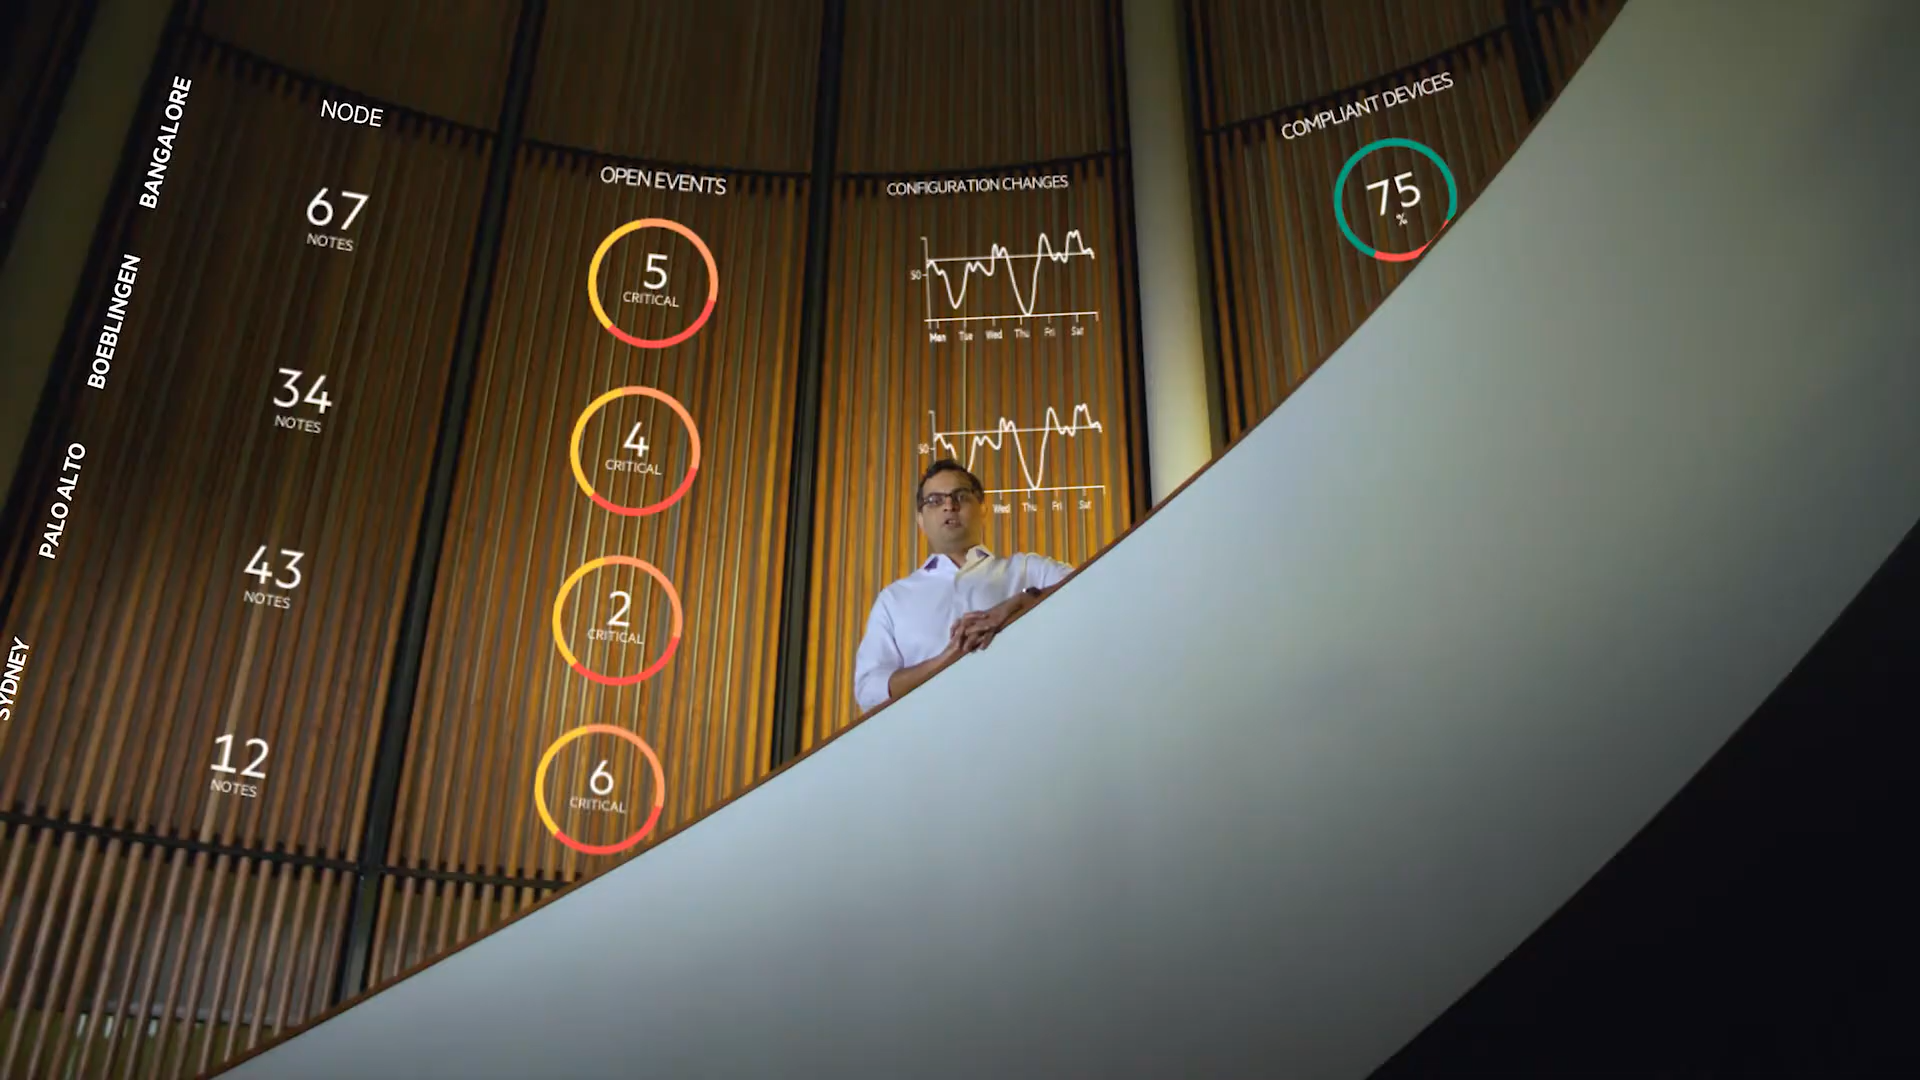 NODE
OPEN EVENTS
CONFIGURATION CHANGES
COMPLIANT DEVICES
BANGALORE
67
NOTES
5
CRITICAL
50
Mon Tue Wed Thu Fri Sat
75
%
BOEBLINGEN
34
NOTES
4
CRITICAL
50
Wed Thu Fri Sat
PALO ALTO
43
NOTES
2
CRITICAL
SYDNEY
12
NOTES
6
CRITICAL